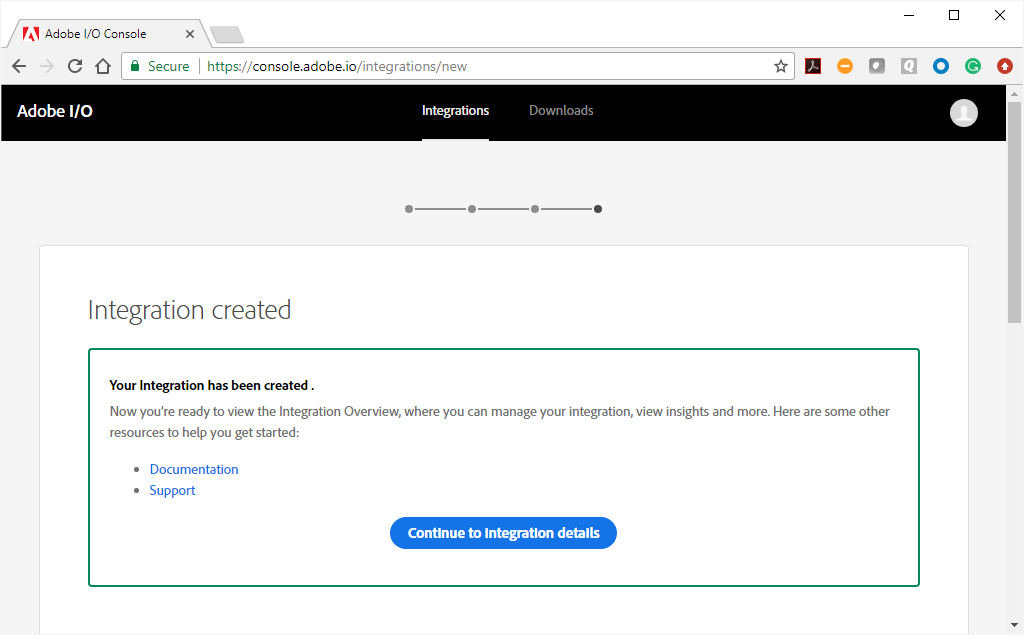 Adobe I/O Console
Secure https://console.adobe.io/integrations/new
Adobe I/O
Integrations
Downloads
Integration created
Your Integration has been created .
Now you're ready to view the Integration Overview, where you can manage your integration, view insights and more. Here are some other
resources to help you get started:
Documentation
Support
Continue to integration details